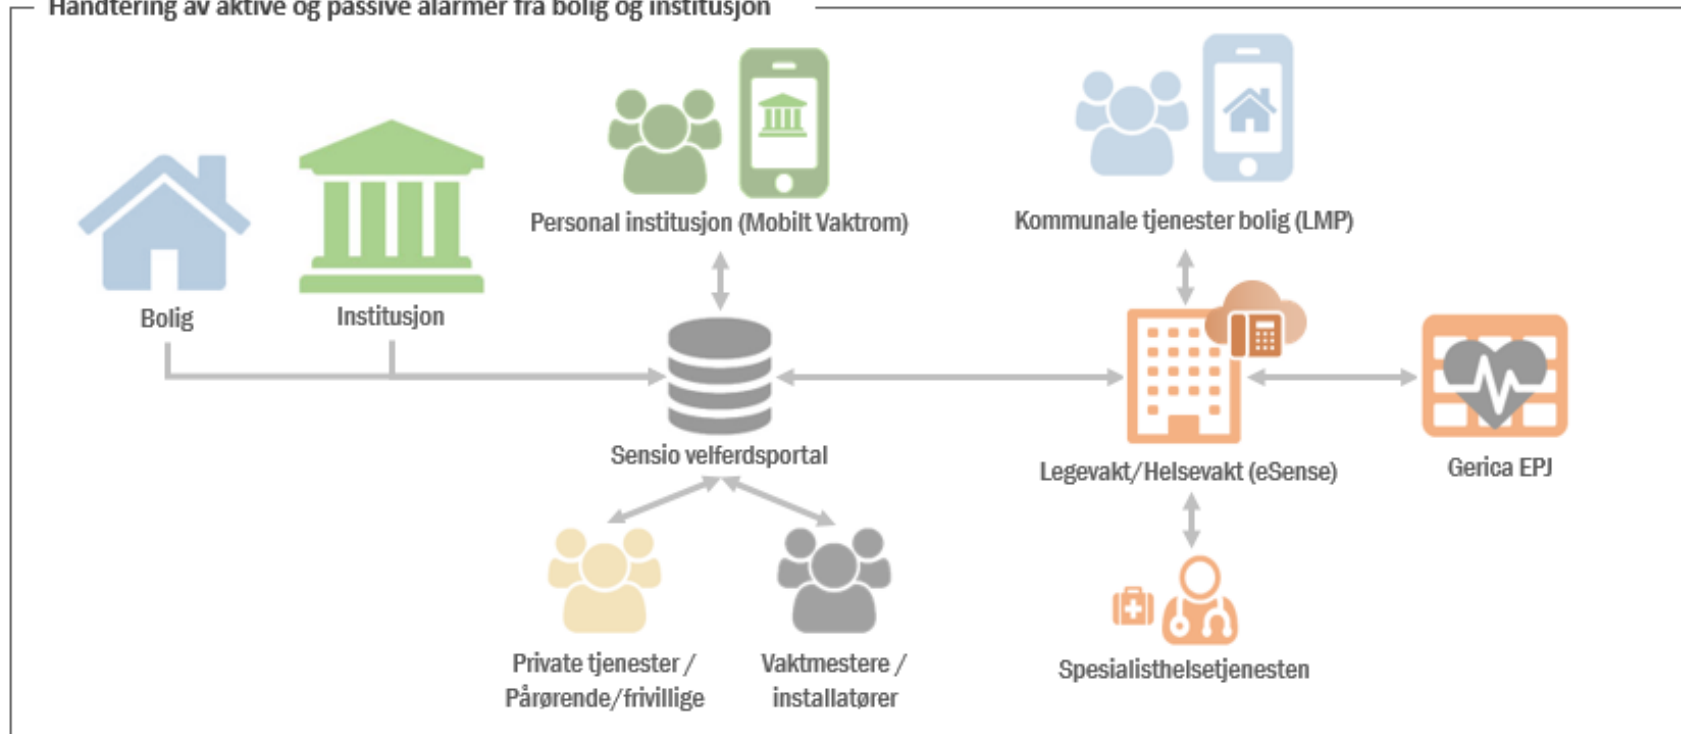 Håndtering av aktive og passive alarmer fra bolig og institusjon
Personal institusjon (Mobilt Vaktrom)
Kommunale tjenester bolig (LMP)
Bolig
Institusjon
Sensio velferdsportal
Legevakt/Helsevakt (eSense)
Gerica EPJ
Private tjenester /
Pårørende/frivillige
Vaktmestere /
installatører
Spesialisthelsetjenesten